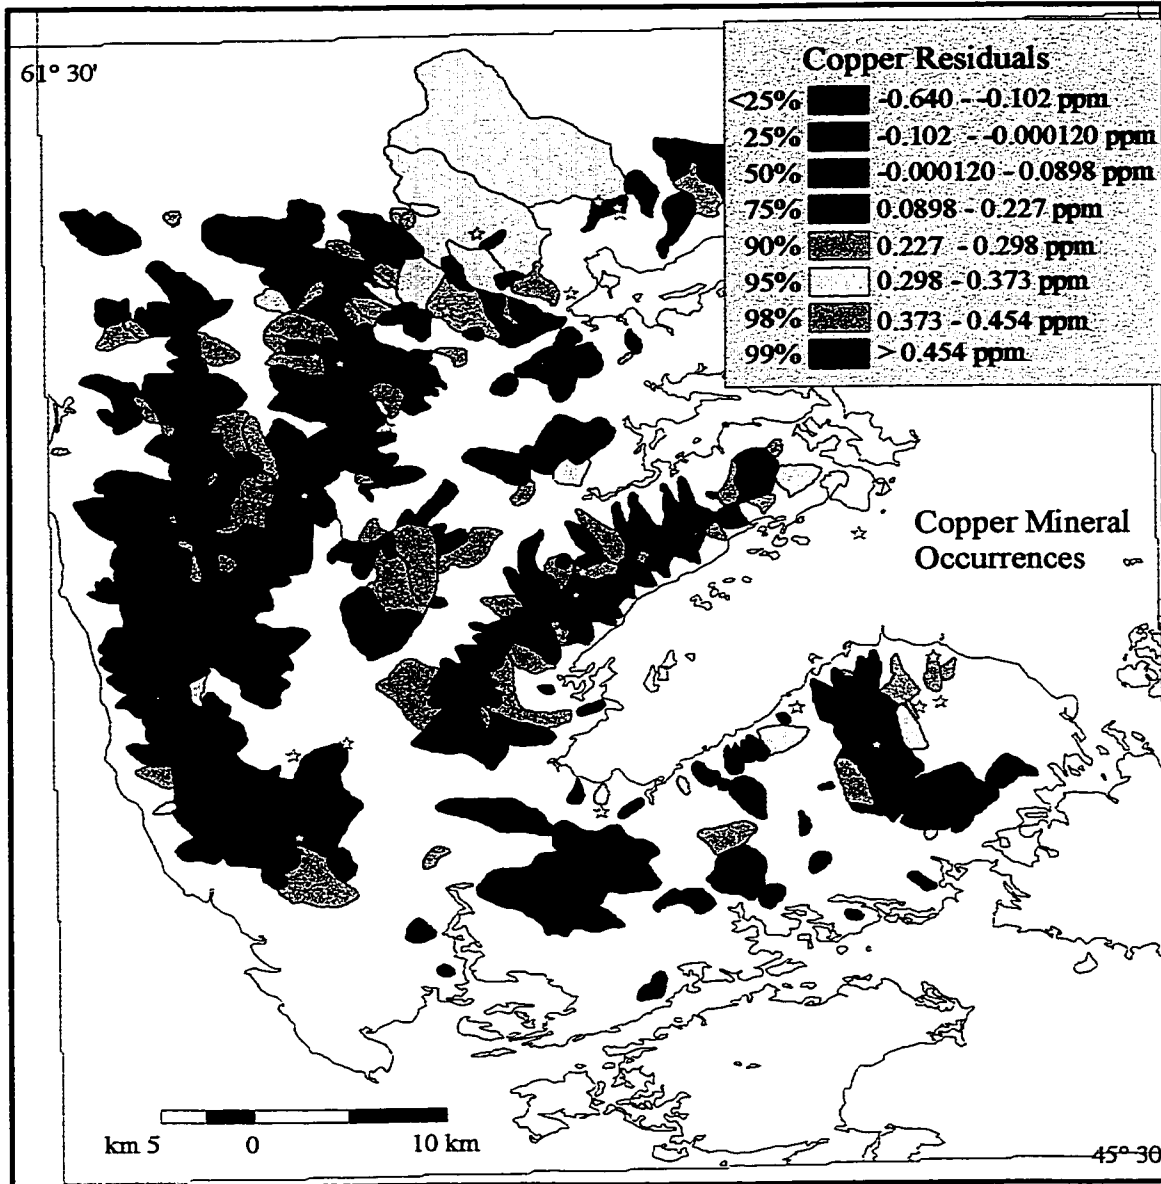 61° 30'
Copper Residuals
<25% -0.640 - -0.102 ppm
25% -0.102 - -0.000120 ppm
50% -0.000120 - 0.0898 ppm
75% 0.0898 - 0.227 ppm
90% 0.227 - 0.298 ppm
95% 0.298 - 0.373 ppm
98% 0.373 - 0.454 ppm
99% > 0.454 ppm
Copper Mineral
Occurrences
km 5 0 10 km
45° 30